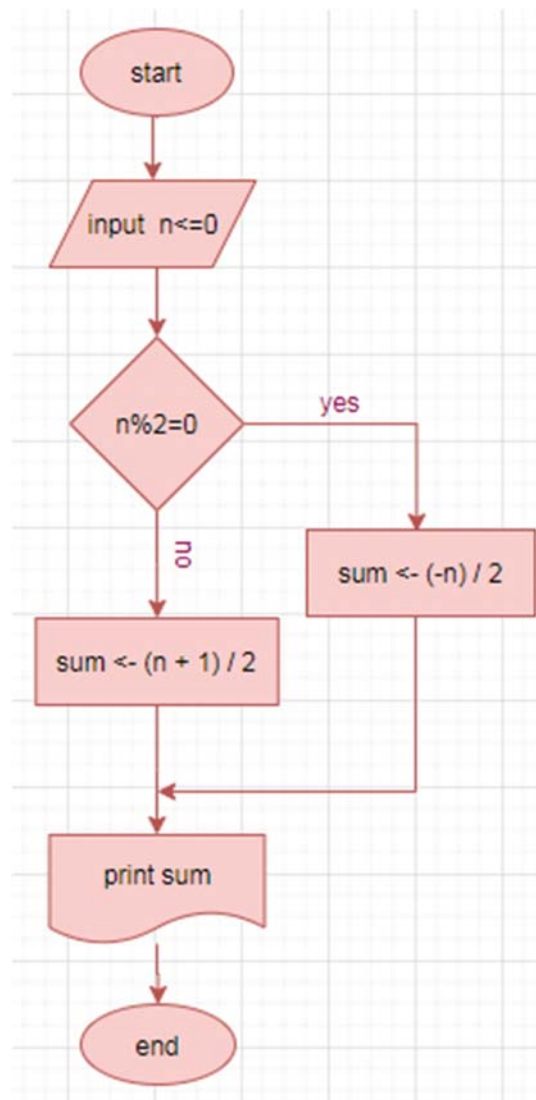 start
input n<=0
n%2=0
yes
no
sum <- (-n) / 2
sum <- (n + 1) / 2
print sum
end